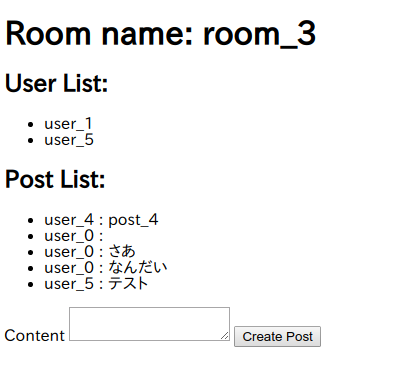 Room name: room_3
User List:
user_1
user_5
Post List:
user_4 : post_4
user_0 :
user_0 : さあ
user_0 : なんだい
user_5 : テスト
Content Create Post